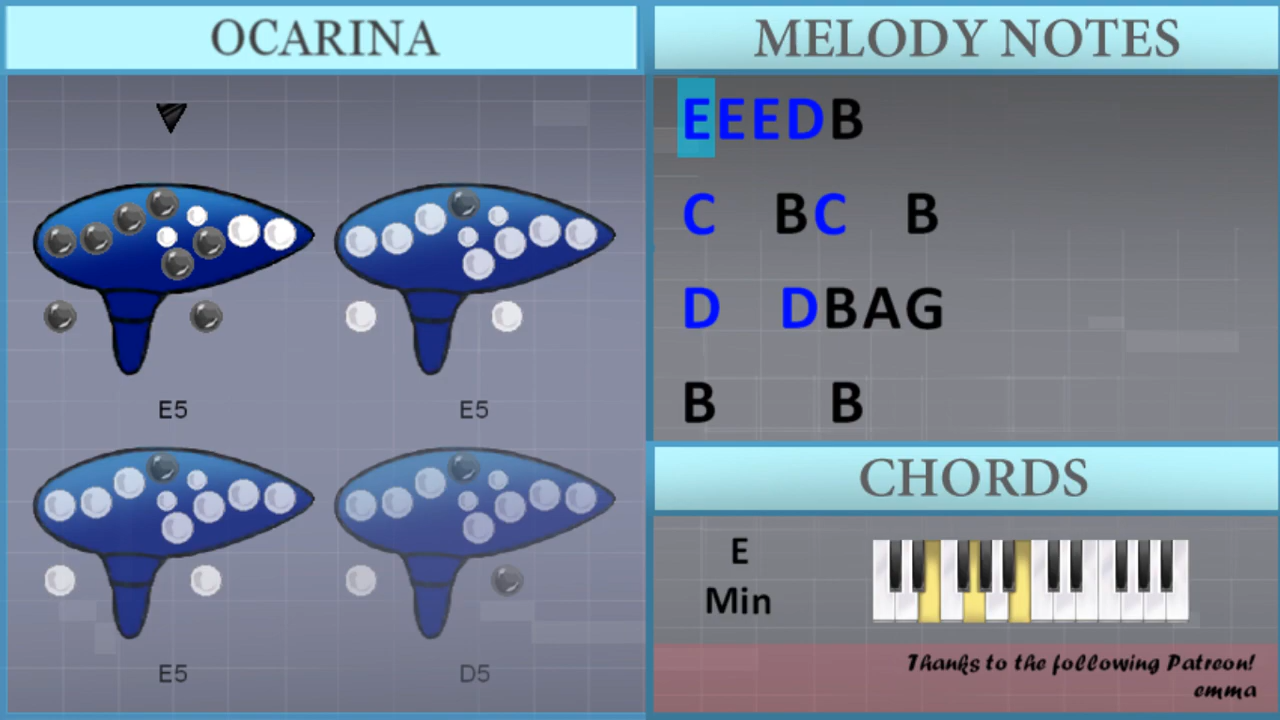 OCARINA
E5
E5
E5
D5
MELODY NOTES
EEEDB
C BC B
D DBAG
B B
CHORDS
E
Min
Thanks to the following Patreon!
emma